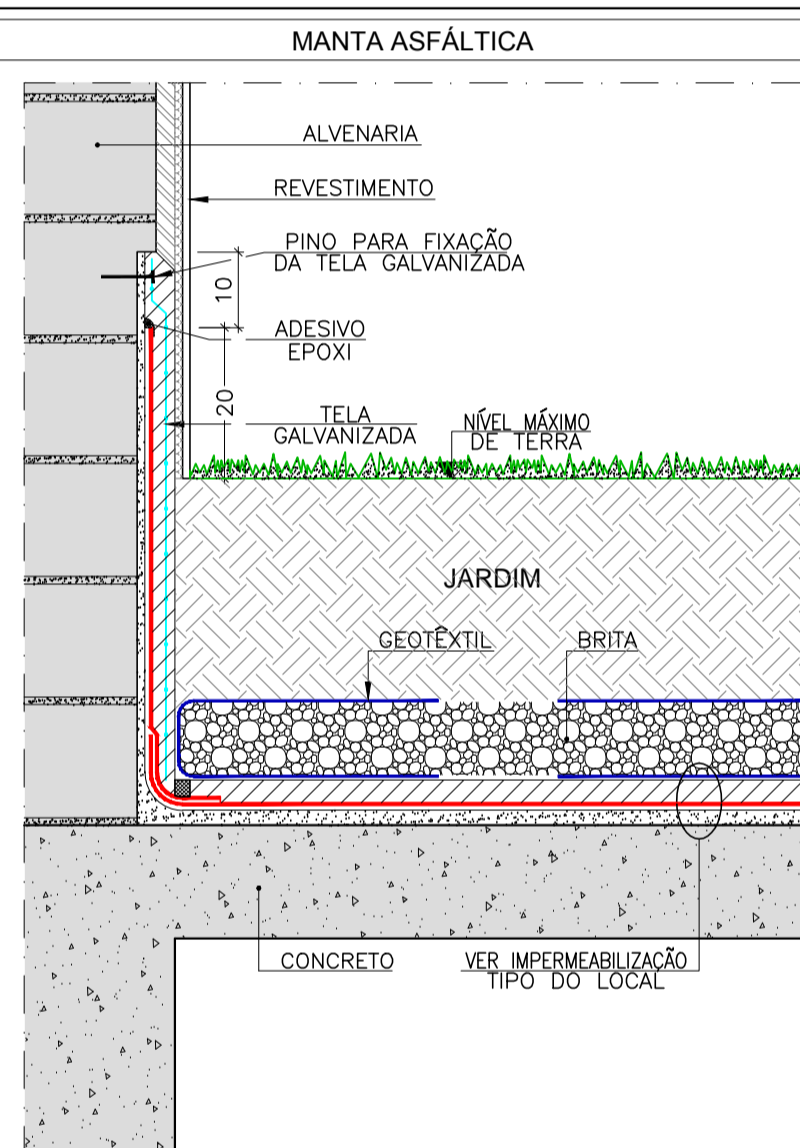 MANTA ASFÁLTICA
ALVENARIA
REVESTIMENTO
PINO PARA FIXAÇÃO
DA TELA GALVANIZADA
10
ADESIVO
EPOXI
20
TELA
GALVANIZADA
NÍVEL MÁXIMO
DE TERRA
JARDIM
GEOTÊXTIL
BRITA
CONCRETO
VER IMPERMEABILIZAÇÃO
TIPO DO LOCAL